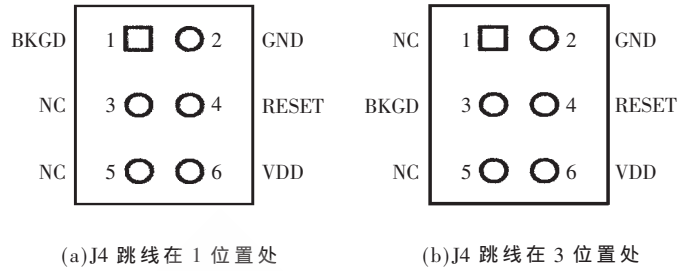 BKGD 1 2 GND NC 1 2 GND
NC 3 4 RESET BKGD 3 4 RESET
NC 5 6 VDD NC 5 6 VDD
(a)J4 跳线在 1 位置处 (b)J4 跳线在 3 位置处